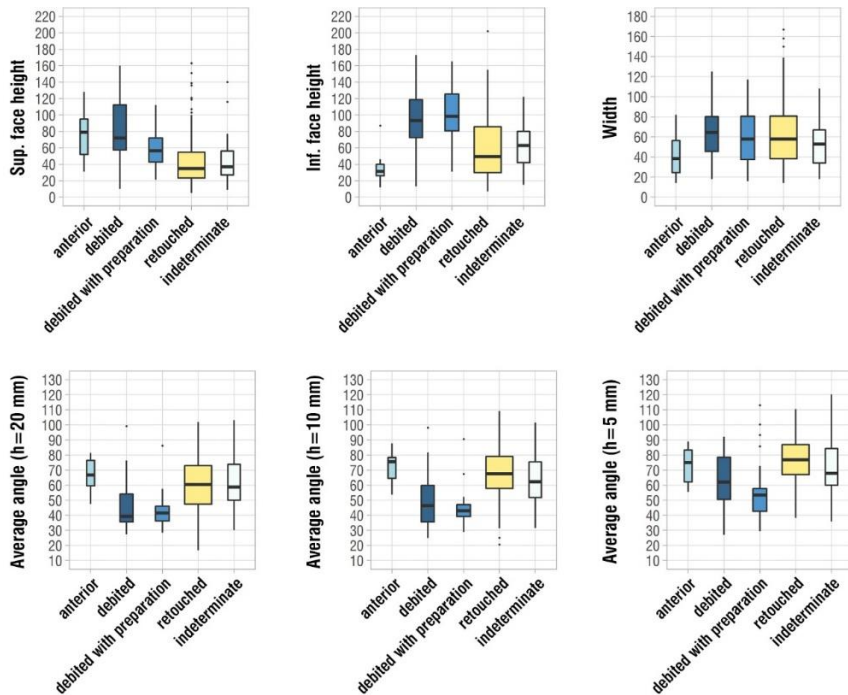 Sup. face height
220
200
180
160
140
120
100
80
60
40
20
0
anterior
debited
debited with preparation
retouched
indeterminate
Inf. face height
220
200
180
160
140
120
100
80
60
40
20
0
anterior
debited
debited with preparation
retouched
indeterminate
Width
220
200
180
160
140
120
100
80
60
40
20
0
anterior
debited
debited with preparation
retouched
indeterminate
Average angle (h=20 mm)
130
120
110
100
90
80
70
60
50
40
30
20
10
anterior
debited
debited with preparation
retouched
indeterminate
Average angle (h=10 mm)
130
120
110
100
90
80
70
60
50
40
30
20
10
anterior
debited
debited with preparation
retouched
indeterminate
Average angle (h=5 mm)
130
120
110
100
90
80
70
60
50
40
30
20
10
anterior
debited
debited with preparation
retouched
indeterminate